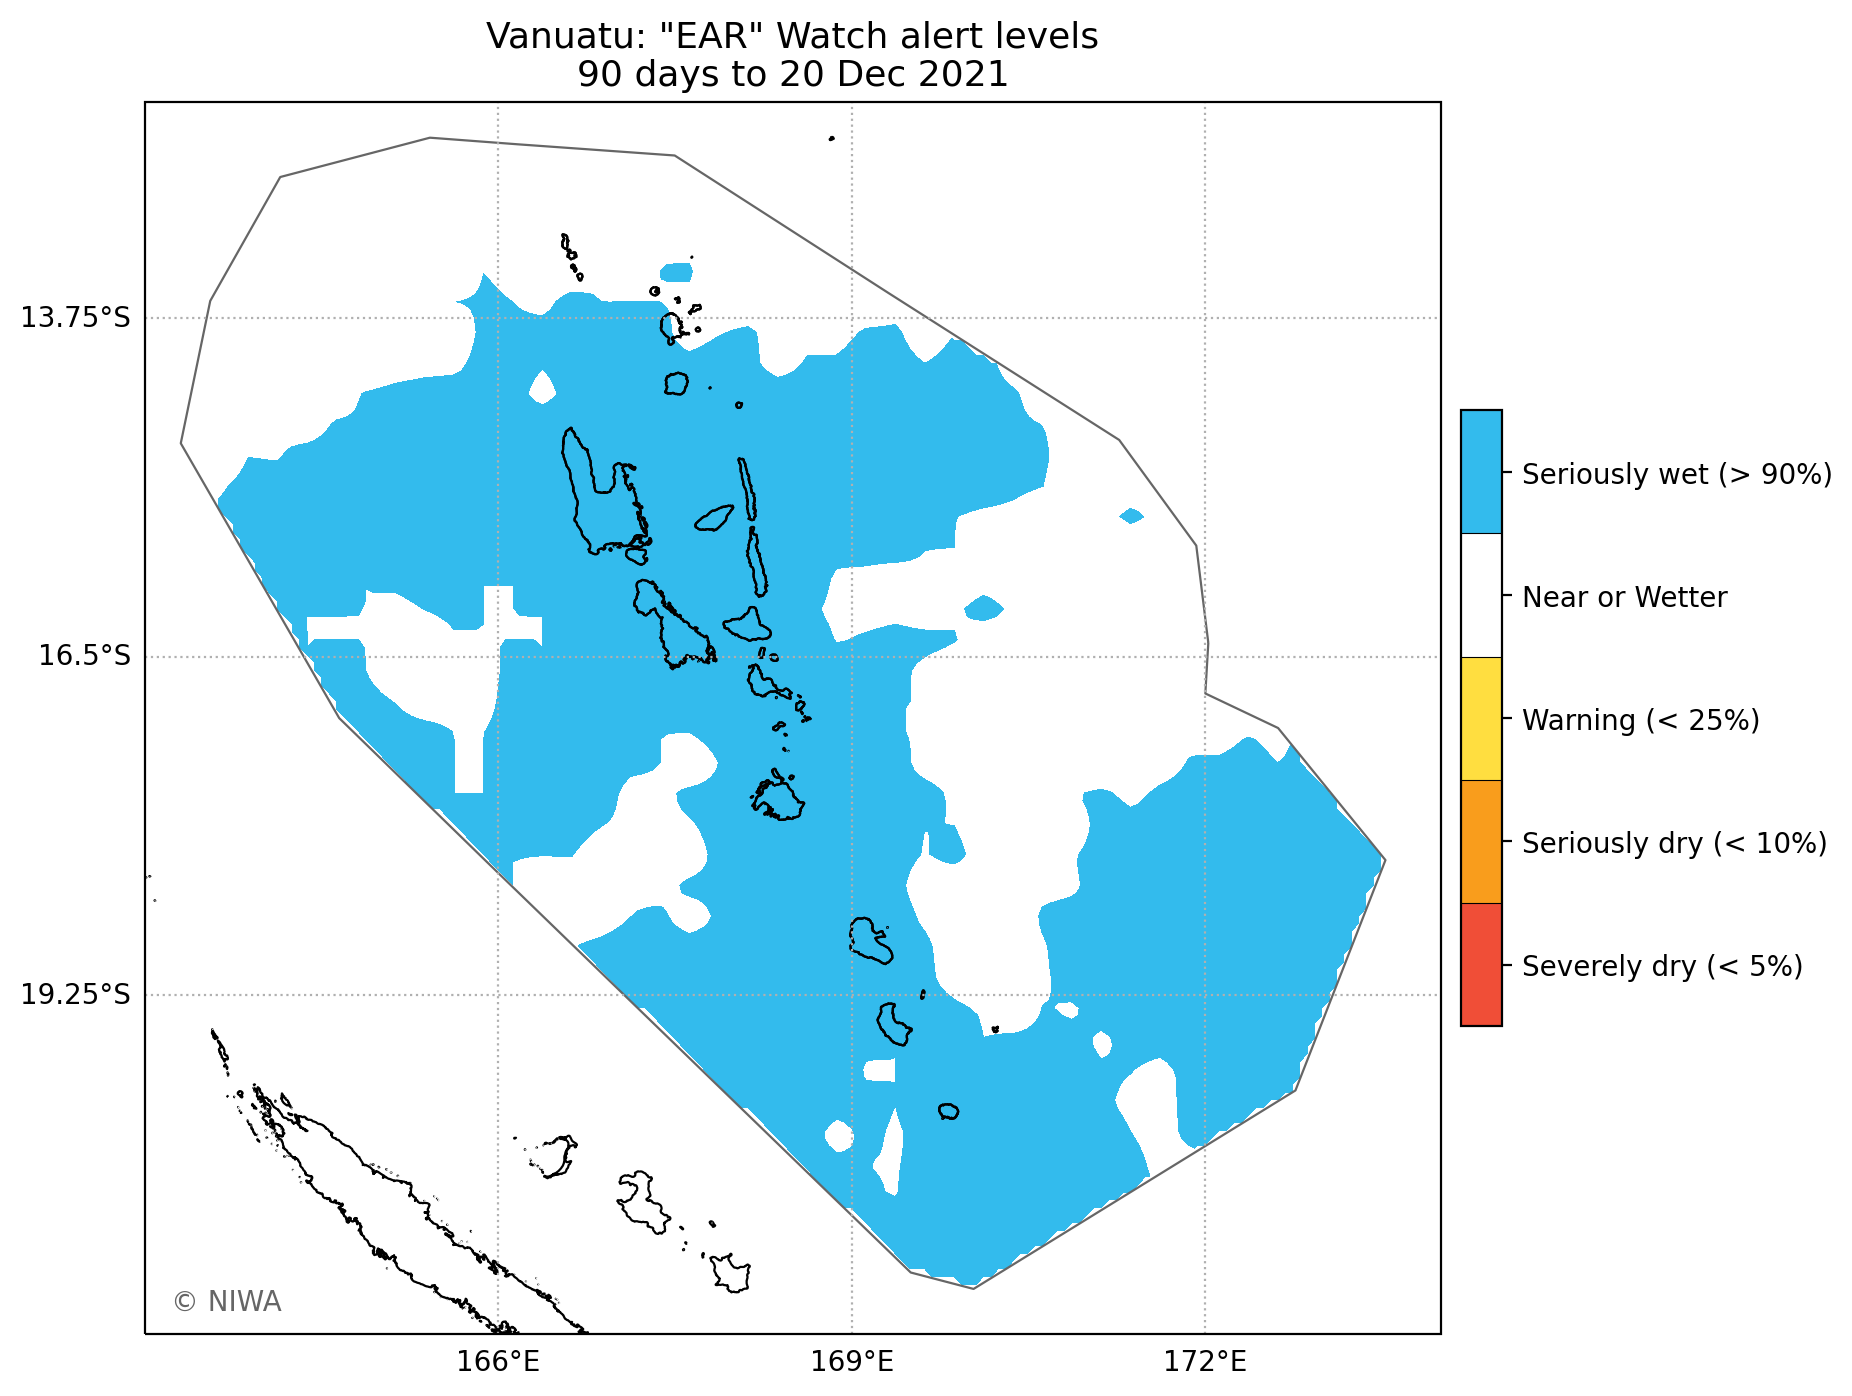 Vanuatu: "EAR" Watch alert levels
90 days to 20 Dec 2021
13.75°S
16.5°S
19.25°S
166°E
169°E
172°E
Seriously wet (> 90%)
Near or Wetter
Warning (< 25%)
Seriously dry (< 10%)
Severely dry (< 5%)
© NIWA